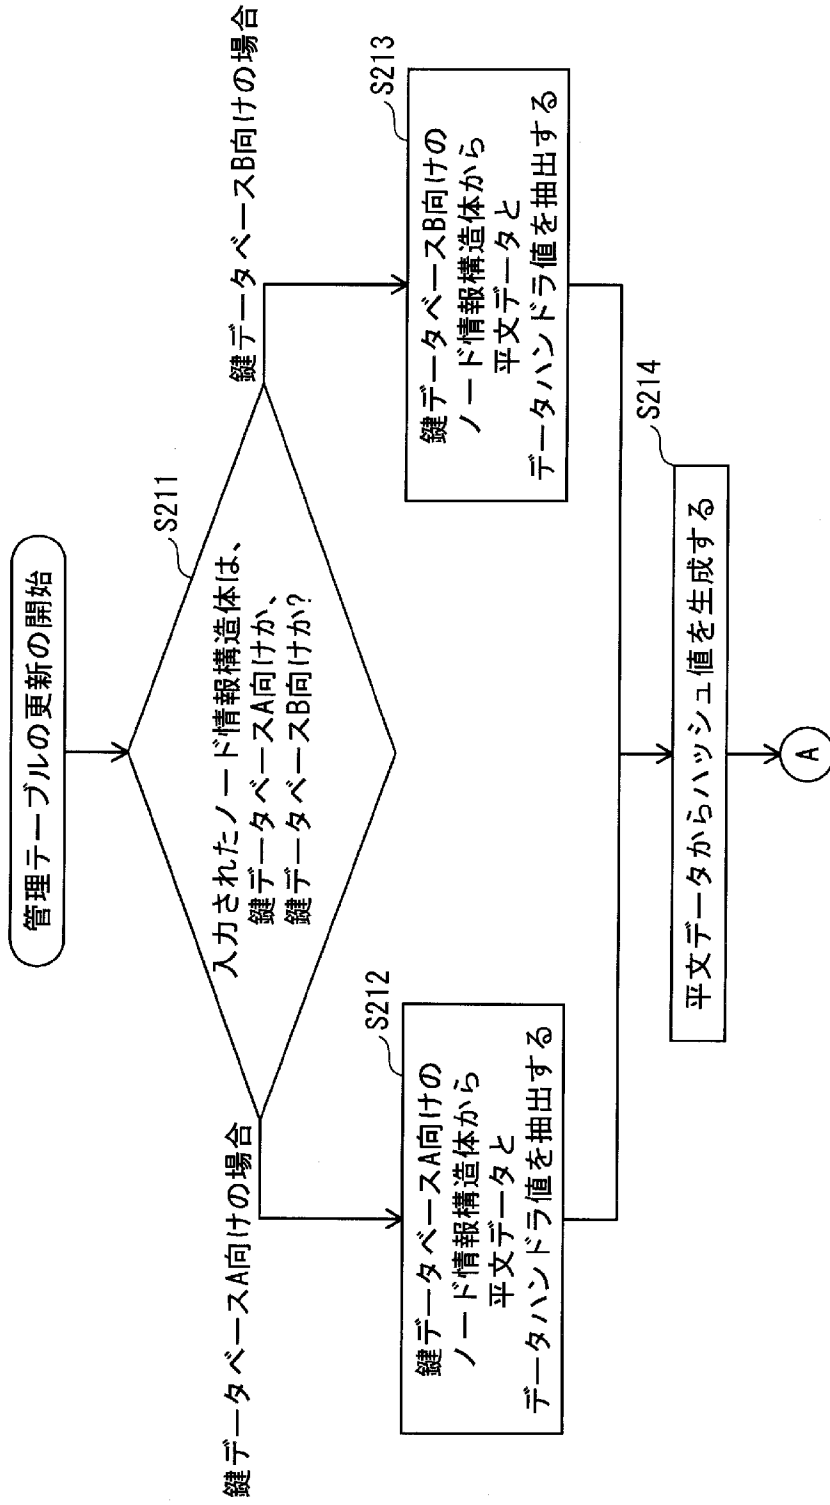 管理テーブルの更新の開始
S211
入力されたノード情報構造体は、
鍵データベースA向けか、
鍵データベースB向けか?
鍵データベースA向けの場合
鍵データベースB向けの場合
S212
鍵データベースA向けの
ノード情報構造体から
平文データと
データハンドラ値を抽出する
S213
鍵データベースB向けの
ノード情報構造体から
平文データと
データハンドラ値を抽出する
S214
平文データからハッシュ値を生成する
A